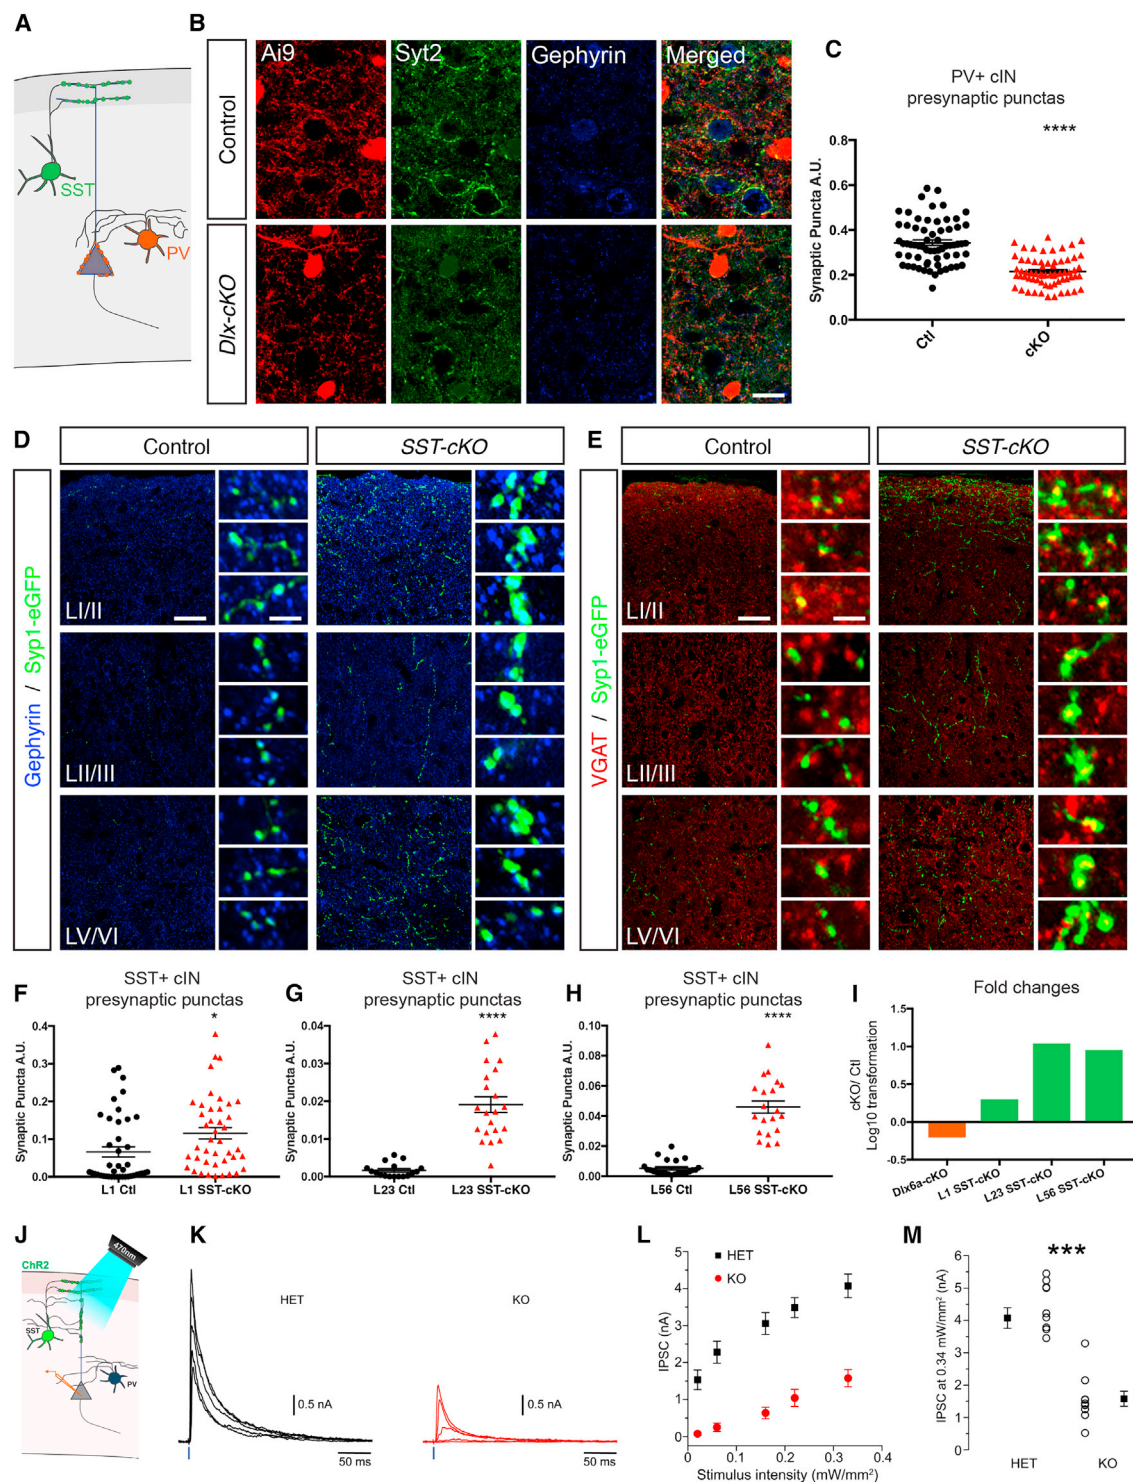 A
SST
PV
B
Ai9
Syt2
Gephyrin
Merged
Control
Dlx-cKO
C
PV+ cIN
presynaptic punctas
****
Synaptic Puncta A.U.
0.8
0.6
0.4
0.2
0.0
Ctl
cKO
D
Control
SST-cKO
Gephyrin / Syp1-eGFP
LI/II
LII/III
LV/VI
E
Control
SST-cKO
VGAT / Syp1-eGFP
LI/II
LII/III
LV/VI
F
SST+ cIN
presynaptic punctas
*
Synaptic Puncta A.U.
0.4
0.3
0.2
0.1
0.0
L1 Ctl
L1 SST-cKO
G
SST+ cIN
presynaptic punctas
****
Synaptic Puncta A.U.
0.04
0.03
0.02
0.01
0.00
L23 Ctl
L23 SST-cKO
H
SST+ cIN
presynaptic punctas
****
Synaptic Puncta A.U.
0.10
0.08
0.06
0.04
0.02
0.00
L56 Ctl
L56 SST-cKO
I
Fold changes
cKO/ Ctl
Log10 transformation
1.5
1.0
0.5
0.0
-0.5
Dlx6a-cKO
L1 SST-cKO
L23 SST-cKO
L56 SST-cKO
J
470nm
ChR2
SST
PV
K
HET
KO
0.5 nA
0.5 nA
50 ms
50 ms
L
HET
KO
IPSC (nA)
5
4
3
2
1
0
0
0.1
0.2
0.3
0.4
Stimulus intensity (mW/mm²)
M
***
IPSC at 0.34 mW/mm² (nA)
6
5
4
3
2
1
0
HET
KO